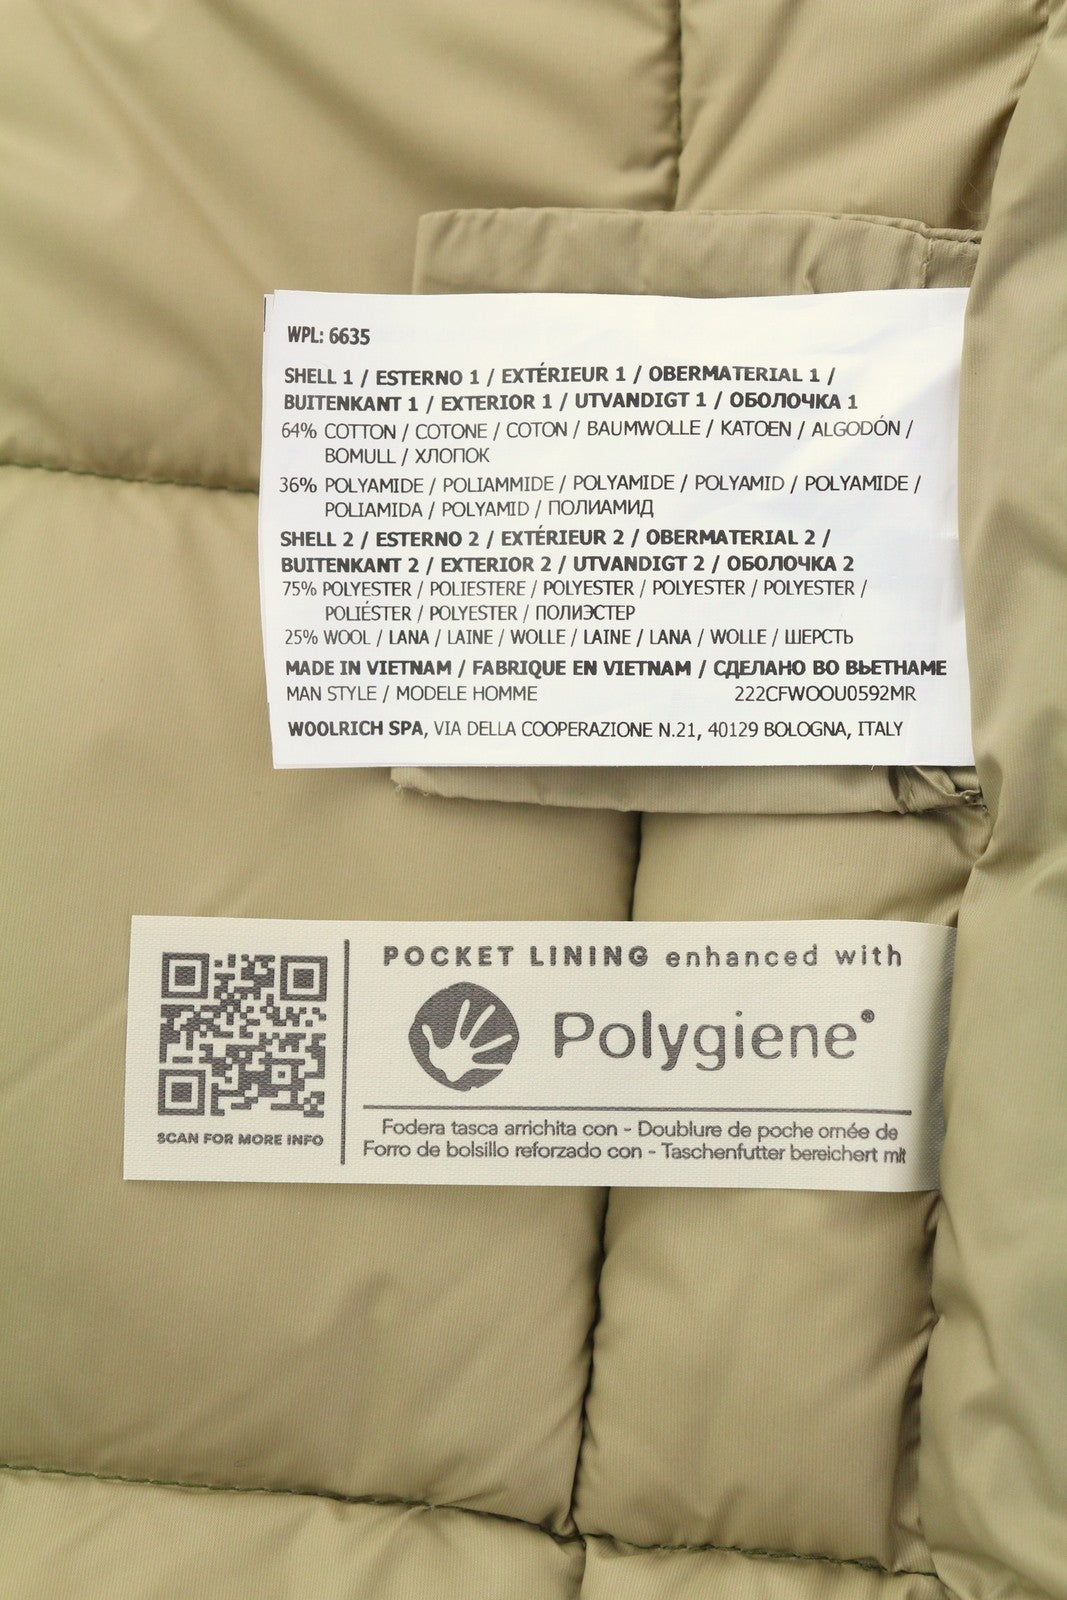 WPL: 6635
SHELL 1 / ESTERNO 1 / EXTÉRIEUR 1 / OBERMATERIAL 1 /
BUITENKANT 1 / EXTERIOR 1 / UTVANDIGT 1 / ОБОЛОЧКА 1
64% COTTON / COTONE / COTON / BAUMWOLLE / KATOEN / ALGODÓN /
BOMULL / ХЛОПОК
36% POLYAMIDE / POLIAMMIDE / POLYAMIDE / POLYAMID / POLYAMIDE /
POLIAMIDA / POLYAMID / ПОЛИАМИД
SHELL 2 / ESTERNO 2 / EXTÉRIEUR 2 / OBERMATERIAL 2 /
BUITENKANT 2 / EXTERIOR 2 / UTVANDIGT 2 / ОБОЛОЧКА 2
75% POLYESTER / POLIESTERE / POLYESTER / POLYESTER / POLYESTER /
POLIÉSTER / POLYESTER / ПОЛИЭСТЕР
25% WOOL / LANA / LAINE / WOLLE / LAINE / LANA / WOLLE / ШЕРСТЬ
MADE IN VIETNAM / FABRIQUE EN VIETNAM / СДЕЛАНО ВО ВЬЕТНАМЕ
MAN STYLE / MODELE HOMME 222CFWOOU0592MR
WOOLRICH SPA, VIA DELLA COOPERAZIONE N.21, 40129 BOLOGNA, ITALY
POCKET LINING enhanced with
Polygiene®
SCAN FOR MORE INFO
Fodera tasca arrichita con - Doublure de poche ornée de
Forro de bolsillo reforzado con - Taschenfutter bereichert mit